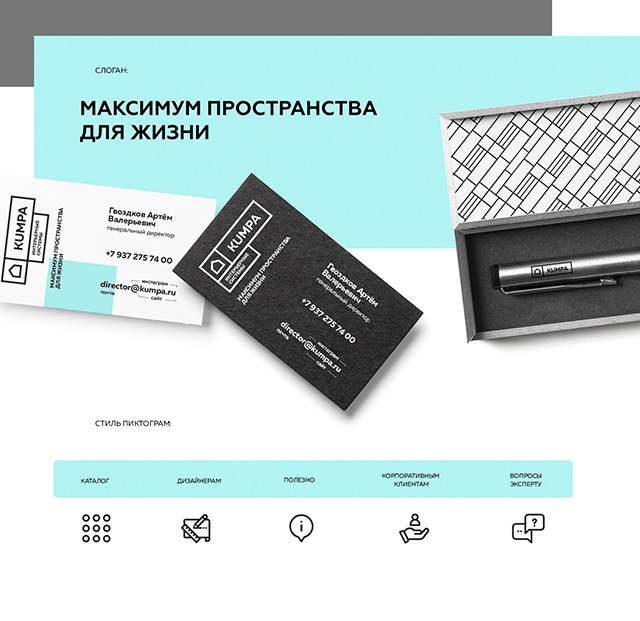 СЛОГАН:
МАКСИМУМ ПРОСТРАНСТВА
ДЛЯ ЖИЗНИ
KUMPA
ИНТЕРЬЕРНЫЕ
СИСТЕМЫ
МАКСИМУМ ПРОСТРАНСТВА
ДЛЯ ЖИЗНИ
Гвоздков Артём
Валерьевич
генеральный директор
+7 937 275 74 00
инстаграм
director@kumpa.ru
почта
сайт
KUMPA
ИНТЕРЬЕРНЫЕ
СИСТЕМЫ
МАКСИМУМ ПРОСТРАНСТВА
ДЛЯ ЖИЗНИ
Гвоздков Артём
Валерьевич
генеральный директор
+7 937 275 74 00
инстаграм
director@kumpa.ru
почта
сайт
KUMPA
СТИЛЬ ПИКТОГРАМ:
КАТАЛОГ
ДИЗАЙНЕРАМ
ПОЛЕЗНО
КОРПОРАТИВНЫМ
КЛИЕНТАМ
ВОПРОСЫ
ЭКСПЕРТУ